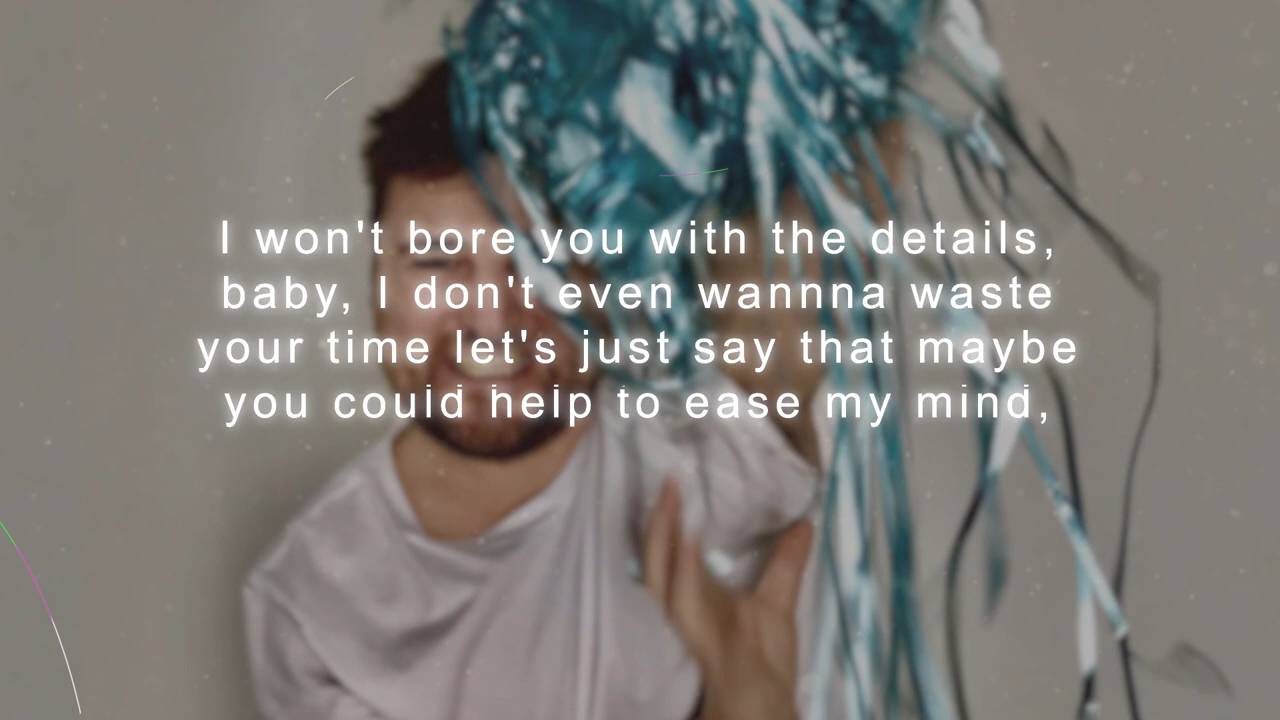 I won't bore you with the details,
baby, I don't even wannna waste
your time let's just say that maybe
you could help to ease my mind,